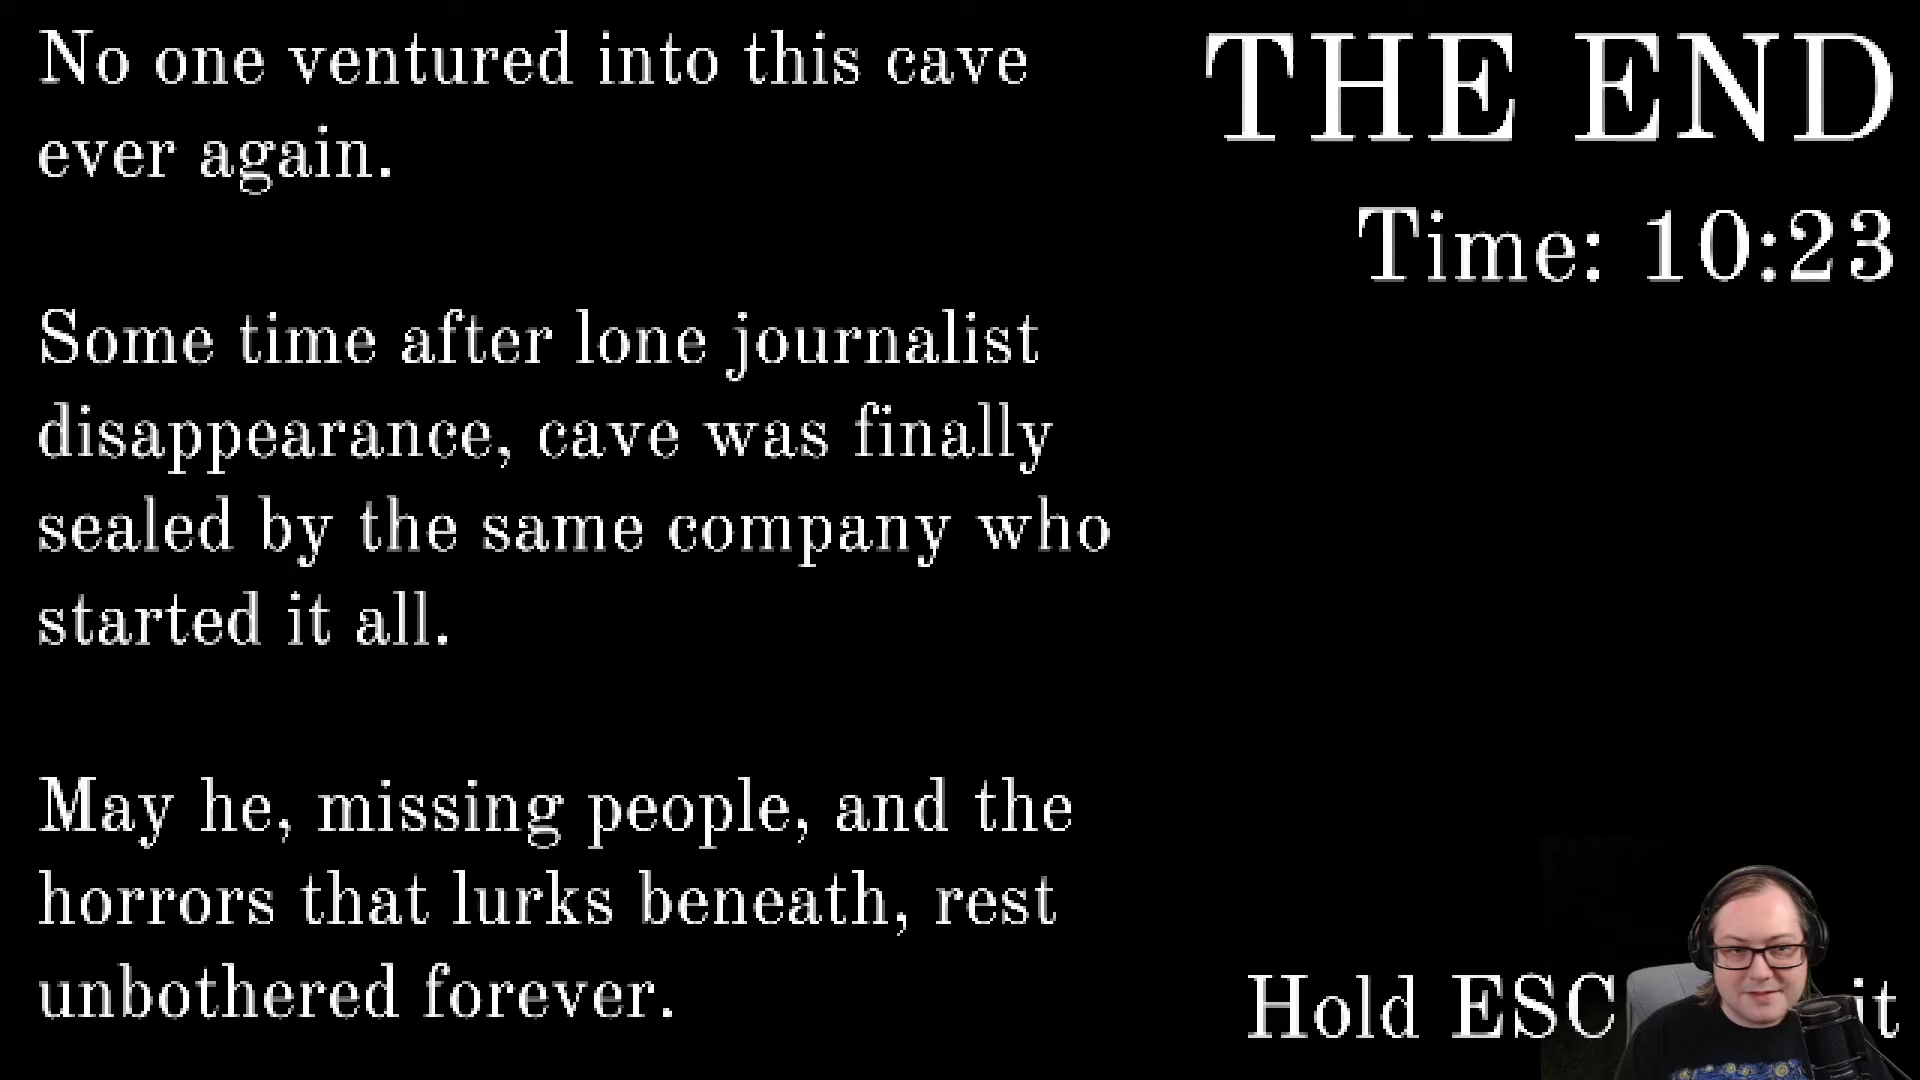 No one ventured into this cave
ever again.
Some time after lone journalist
disappearance, cave was finally
sealed by the same company who
started it all.
May he, missing people, and the
horrors that lurks beneath, rest
unbothered forever.
THE END
Time: 10:23
Hold ESC